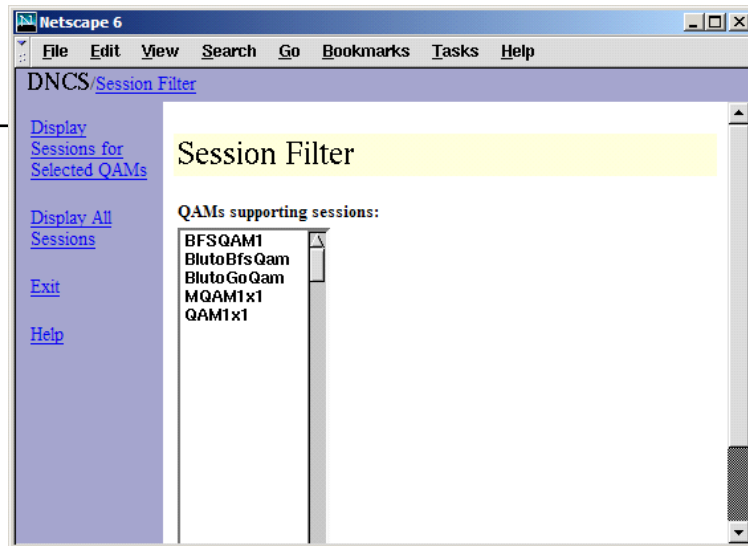 Netscape 6
File Edit View Search Go Bookmarks Tasks Help
DNCS/Session Filter
Display
Sessions for
Selected QAMs
Display All
Sessions
Exit
Help
Session Filter
QAMs supporting sessions:
BFSQAM1
BlutoBfsQam
BlutoGoQam
MQAM1x1
QAM1x1